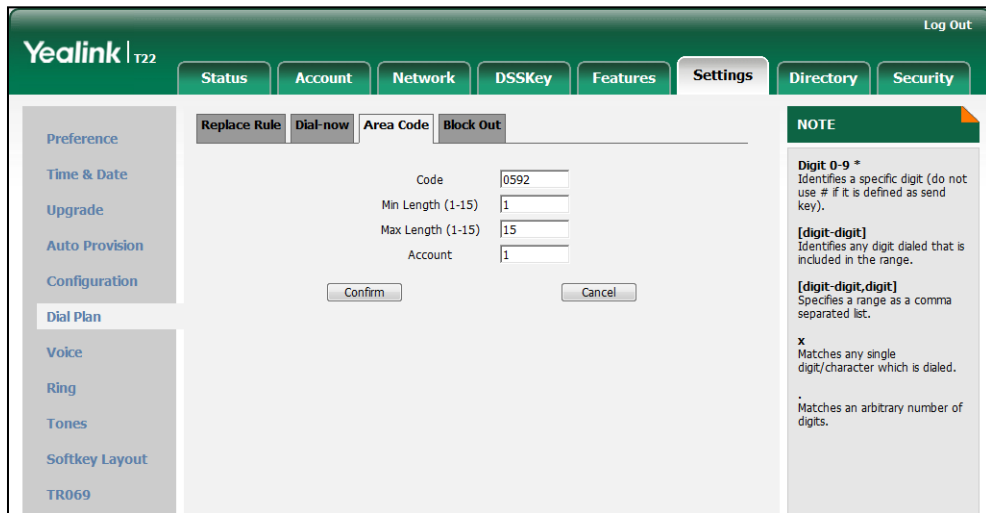 Log Out
Yealink | T22
Status Account Network DSSKey Features Settings Directory Security
Preference
Time & Date
Upgrade
Auto Provision
Configuration
Dial Plan
Voice
Ring
Tones
Softkey Layout
TR069
Replace Rule Dial-now Area Code Block Out
Code 0592
Min Length (1-15) 1
Max Length (1-15) 15
Account 1
Confirm Cancel
NOTE
Digit 0-9 *
Identifies a specific digit (do not
use # if it is defined as send
key).
[digit-digit]
Identifies any digit dialed that is
included in the range.
[digit-digit,digit]
Specifies a range as a comma
separated list.
x
Matches any single
digit/character which is dialed.
.
Matches an arbitrary number of
digits.